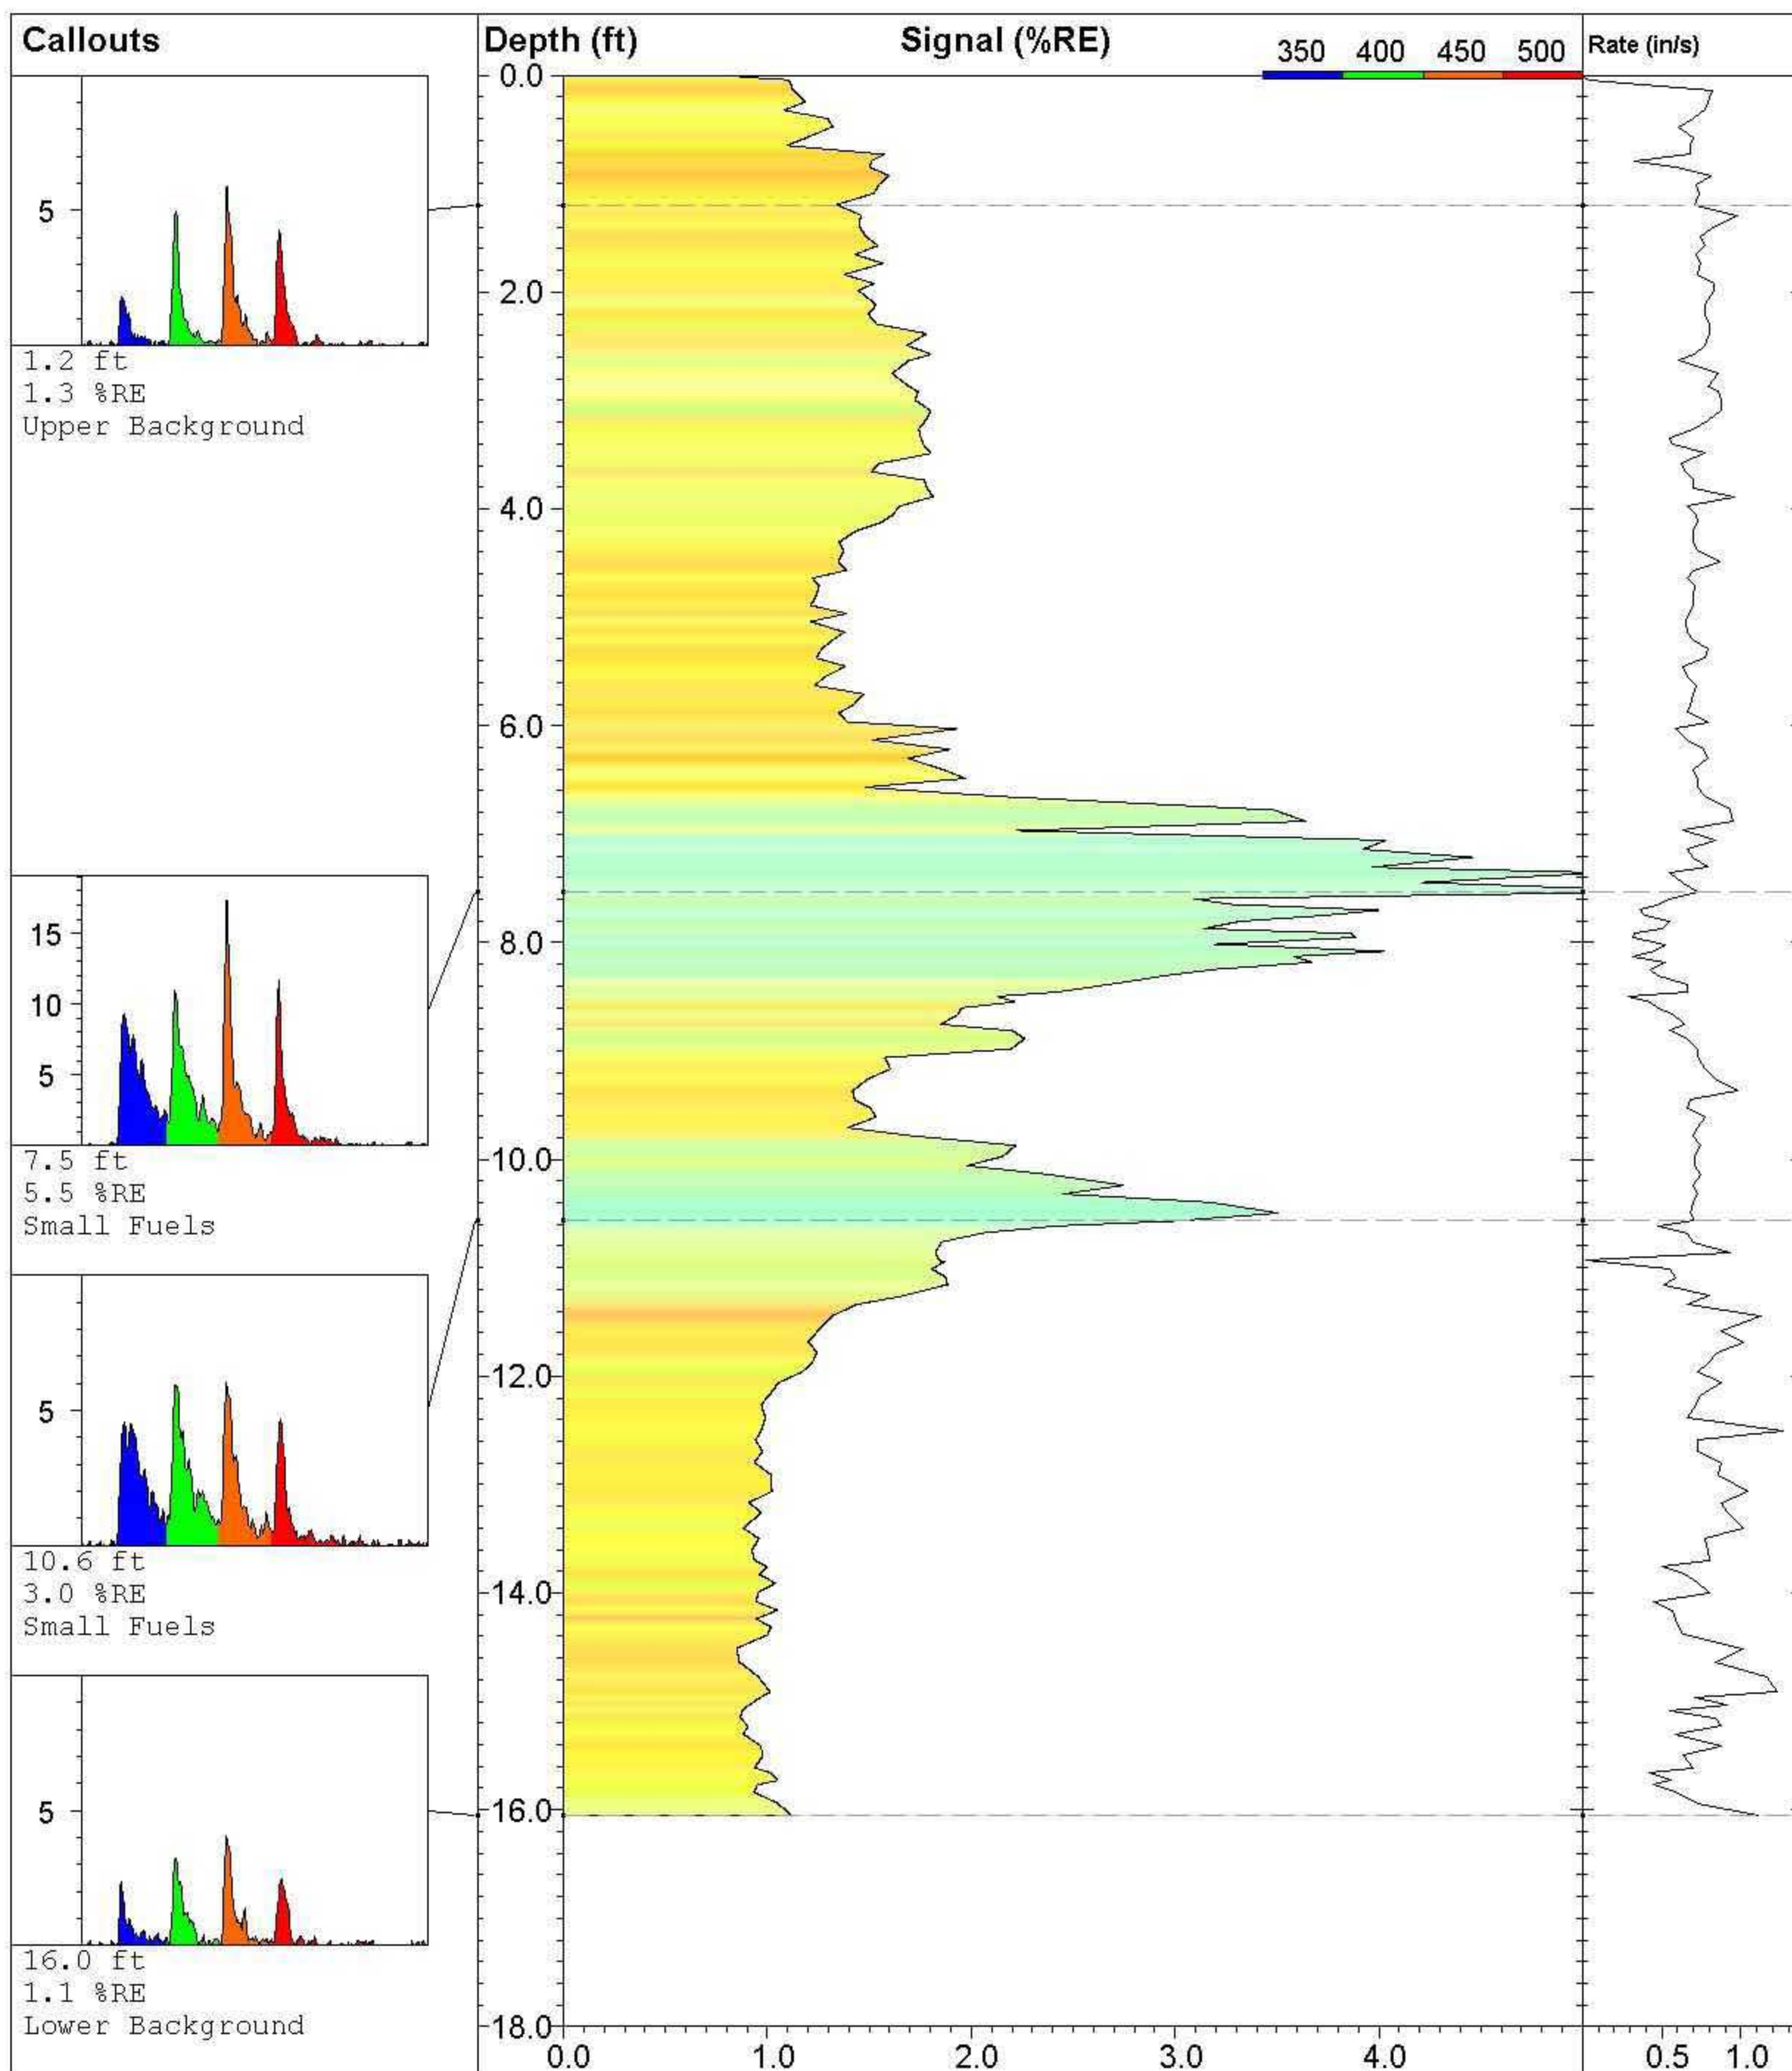 Callouts
Depth (ft)
Signal (%RE)
350 400 450 500
Rate (in/s)
5
1.2 ft
1.3 %RE
Upper Background
15
10
5
7.5 ft
5.5 %RE
Small Fuels
5
10.6 ft
3.0 %RE
Small Fuels
5
16.0 ft
1.1 %RE
Lower Background
0.0
2.0
4.0
6.0
8.0
10.0
12.0
14.0
16.0
18.0
0.0 1.0 2.0 3.0 4.0
0.5 1.0